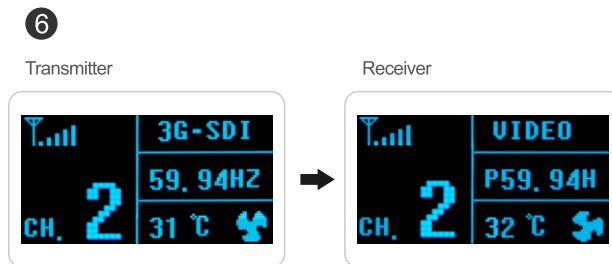 6
Transmitter
Receiver
3G-SDI
59.94HZ
CH. 2
31 ℃
VIDEO
P59.94H
CH. 2
32 ℃